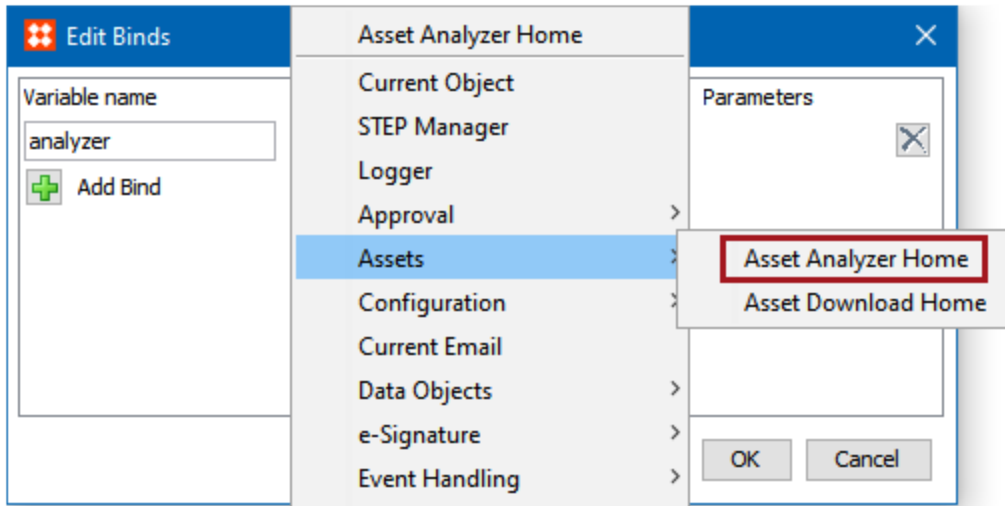 Edit Binds
Variable name
analyzer
Add Bind
Asset Analyzer Home
Current Object
STEP Manager
Logger
Approval
Assets
Configuration
Current Email
Data Objects
e-Signature
Event Handling
Parameters
Asset Analyzer Home
Asset Download Home
OK
Cancel